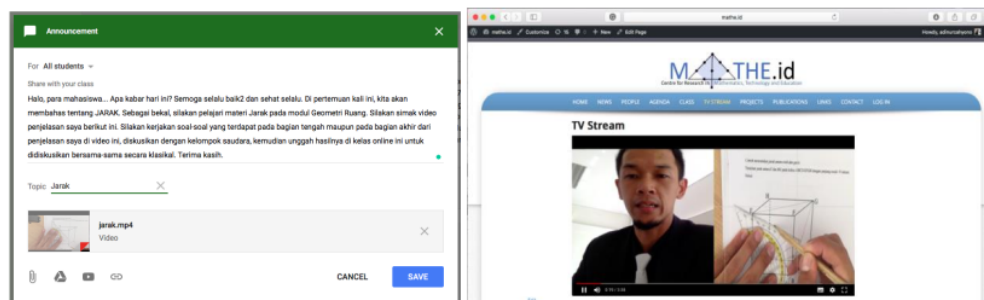 Announcement
For All students
Share with your class
Halo, para mahasiswa... Apa kabar hari ini? Semoga selalu baik2 dan sehat selalu. Di pertemuan kali ini, kita akan
membahas tentang JARAK. Sebagai bekal, silakan pelajari materi Jarak pada modul Geometri Ruang. Silakan simak video
penjelasan saya berikut ini. Silakan kerjakan soal-soal yang terdapat pada bagian tengah maupun pada bagian akhir dari
penjelasan saya di video ini, diskusikan dengan kelompok saudara, kemudian unggah hasilnya di kelas online ini untuk
didiskusikan bersama-sama secara klasikal. Terima kasih.
Topic Jarak
jarak.mp4
Video
CANCEL SAVE
mathe.id
mathe.id Customize + New Edit Page
MATHE.id
Centre for Research in Mathematics, Technology and Education
HOME NEWS PEOPLE AGENDA CLASS TV STREAM PROJECTS PUBLICATIONS LINKS CONTACT LOG IN
TV Stream